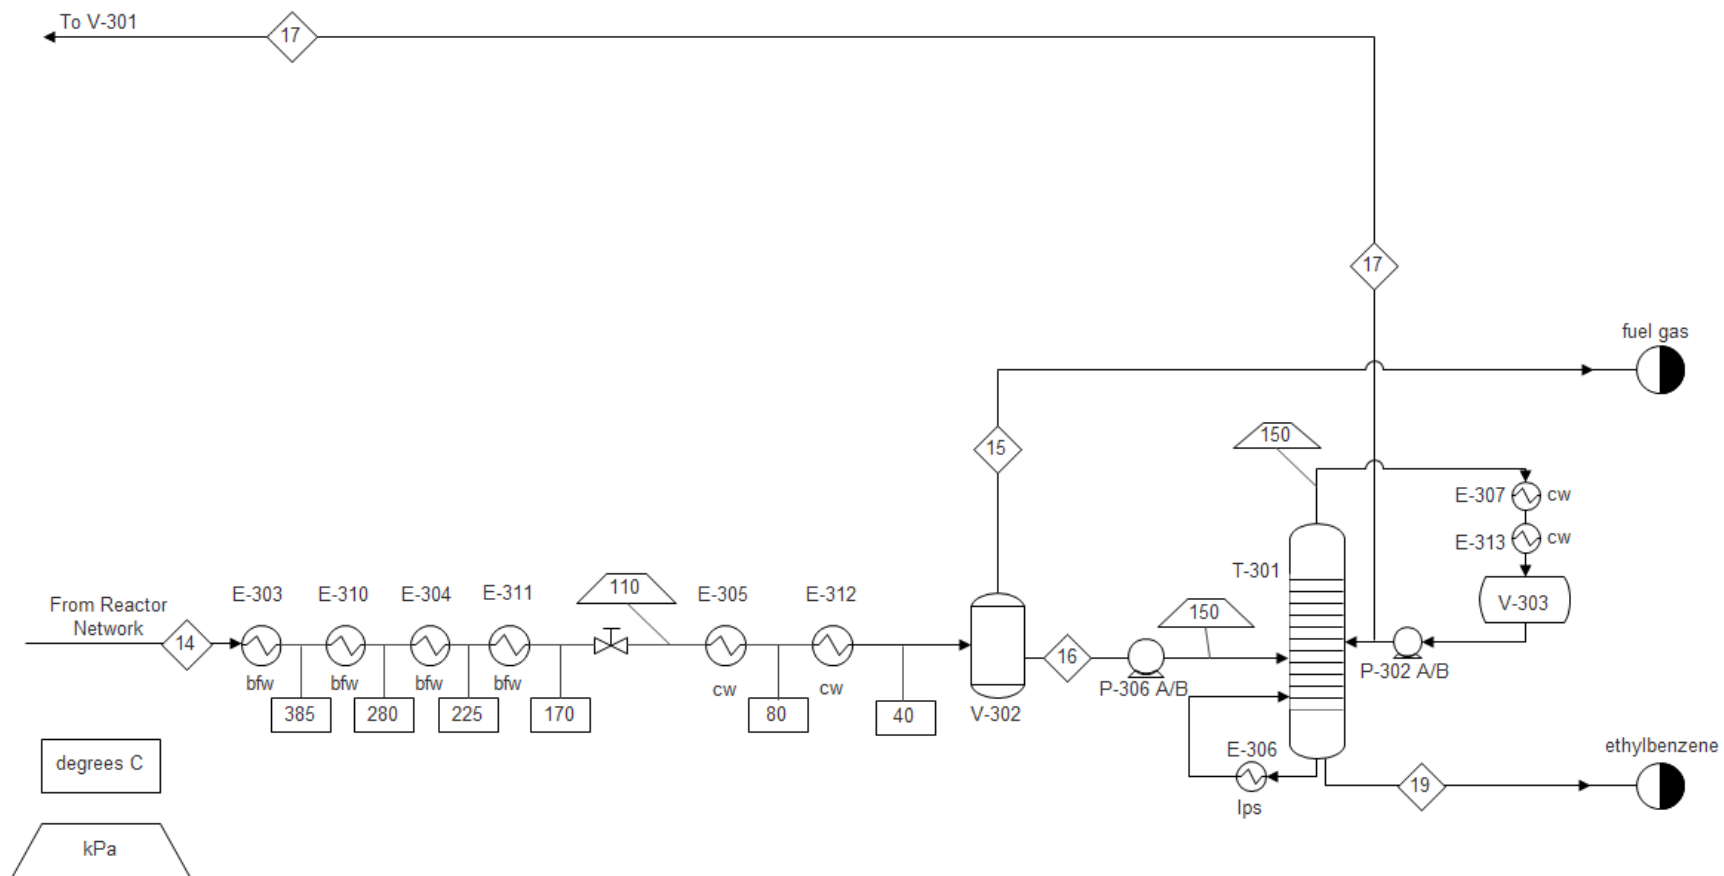 To V-301
17
17
fuel gas
150
15
E-307
cw
E-313
cw
T-301
V-303
110
E-303
E-310
E-304
E-311
E-305
E-312
150
From Reactor
Network
14
16
bfw
bfw
bfw
bfw
cw
cw
P-306 A/B
P-302 A/B
385
280
225
170
80
40
V-302
E-306
ethylbenzene
degrees C
19
lps
kPa